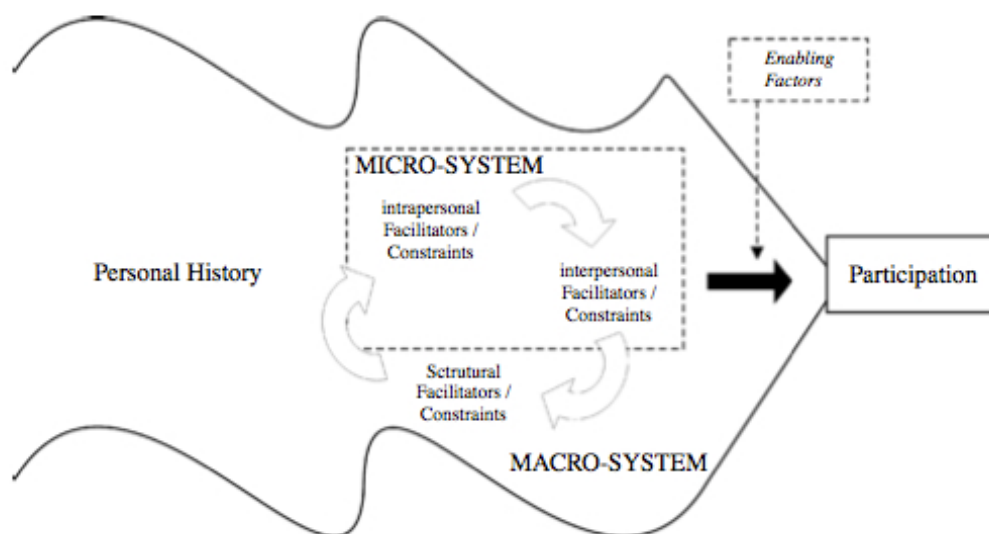 Enabling
Factors
MICRO-SYSTEM
intrapersonal
Facilitators /
Constraints
Personal History
interpersonal
Facilitators /
Constraints
Participation
Sctrutural
Facilitators /
Constraints
MACRO-SYSTEM